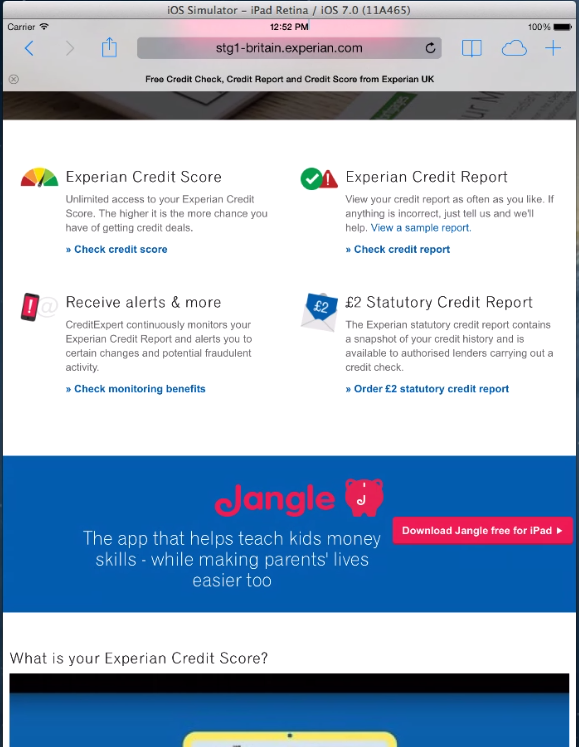 iOS Simulator – iPad Retina / iOS 7.0 (11A465)
Carrier 12:52 PM 100%
stg1-britain.experian.com
Free Credit Check, Credit Report and Credit Score from Experian UK
Experian Credit Score
Unlimited access to your Experian Credit
Score. The higher it is the more chance you
have of getting credit deals.
» Check credit score
Experian Credit Report
View your credit report as often as you like. If
anything is incorrect, just tell us and we'll
help. View a sample report.
» Check credit report
Receive alerts & more
CreditExpert continuously monitors your
Experian Credit Report and alerts you to
certain changes and potential fraudulent
activity.
» Check monitoring benefits
£2
£2 Statutory Credit Report
The Experian statutory credit report contains
a snapshot of your credit history and is
available to authorised lenders carrying out a
credit check.
» Order £2 statutory credit report
Jangle
J
The app that helps teach kids money
skills - while making parents' lives
easier too
Download Jangle free for iPad
What is your Experian Credit Score?